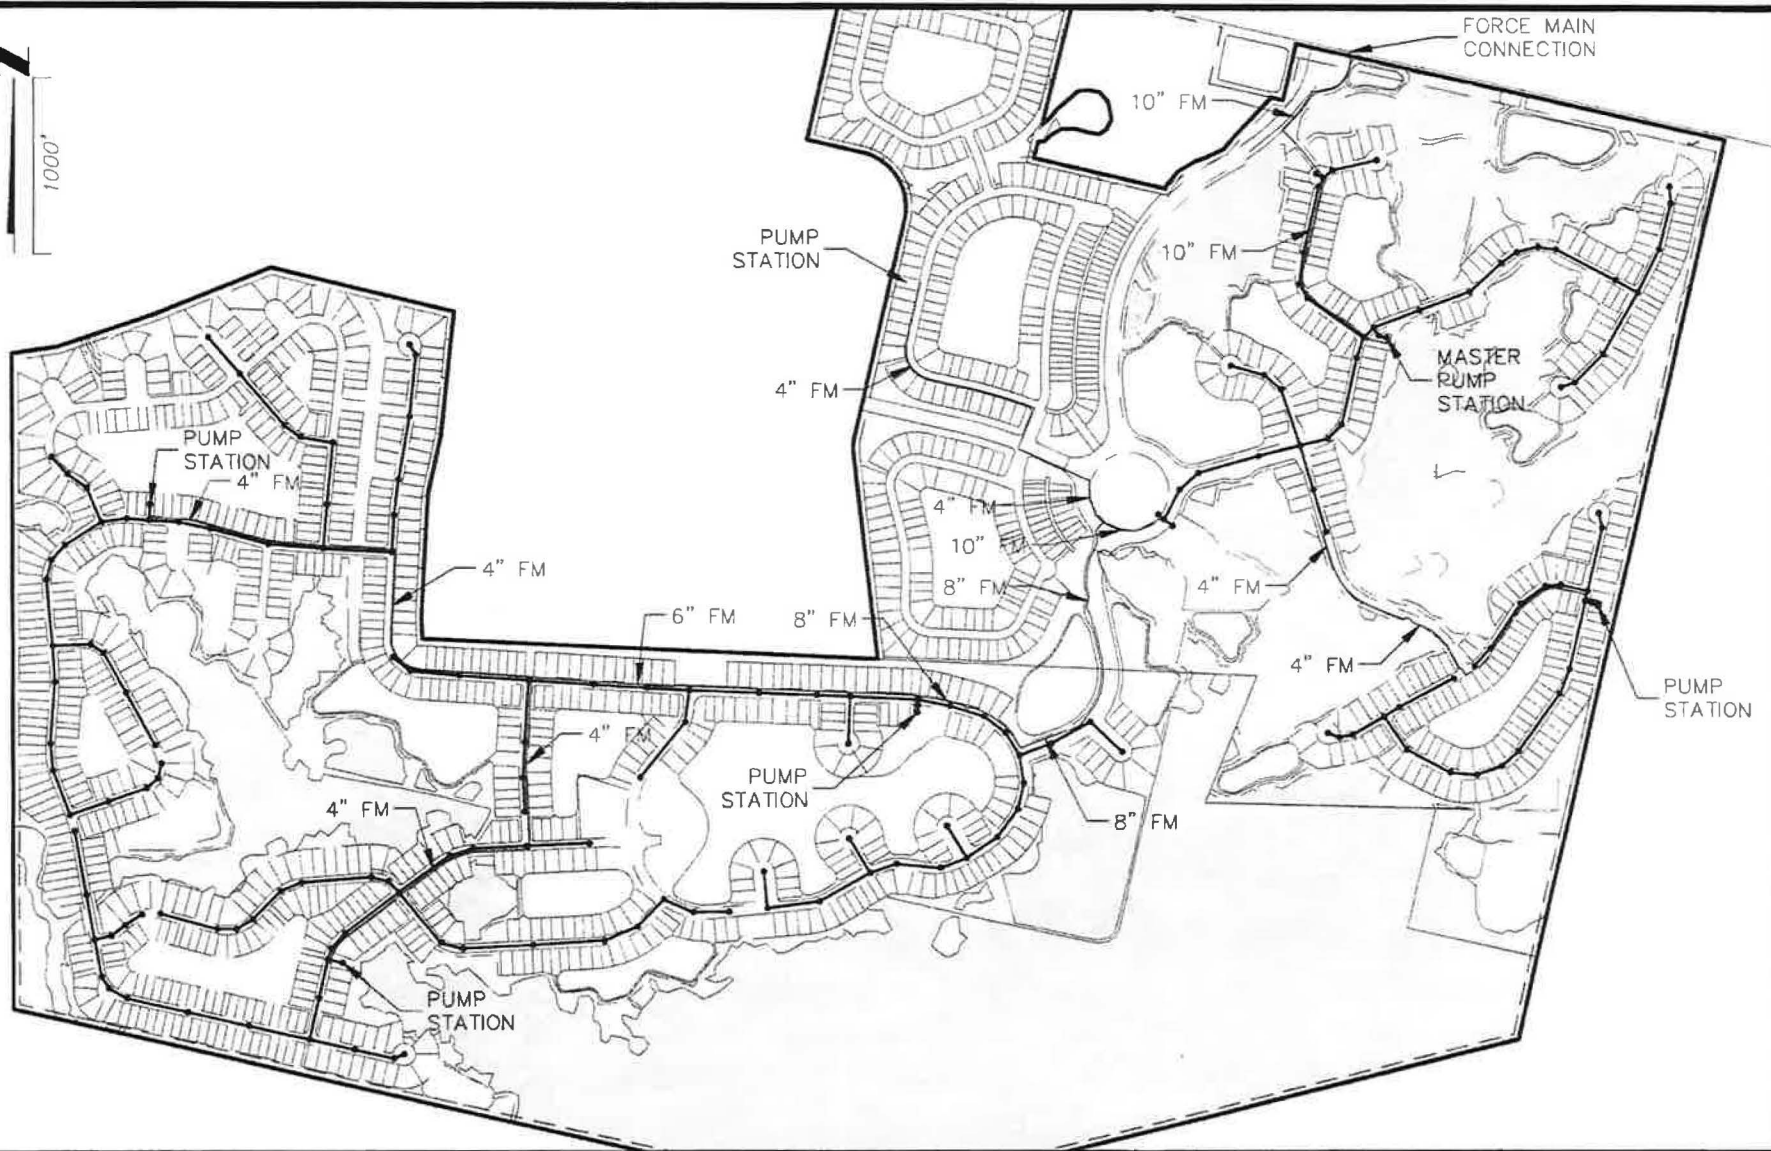 FORCE MAIN
CONNECTION
1000'
10" FM
PUMP
STATION
10" FM
MASTER
PUMP
STATION
4" FM
PUMP
STATION
4" FM
4" FM
10" FM
4" FM
8" FM
4" FM
6" FM
8" FM
4" FM
PUMP
STATION
4" FM
PUMP
STATION
8" FM
4" FM
PUMP
STATION